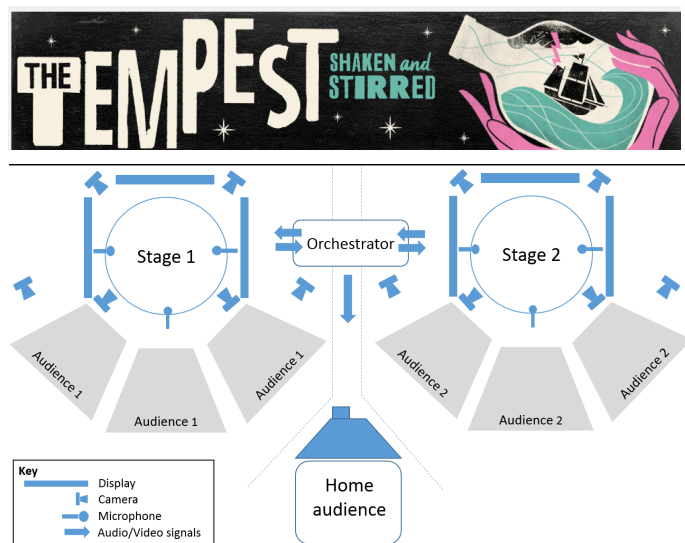 THE
TEMPEST
SHAKEN and
STIRRED
Stage 1
Orchestrator
Stage 2
Audience 1
Audience 1
Audience 1
Audience 2
Audience 2
Audience 2
Home
audience
Key
Display
Camera
Microphone
Audio/Video signals